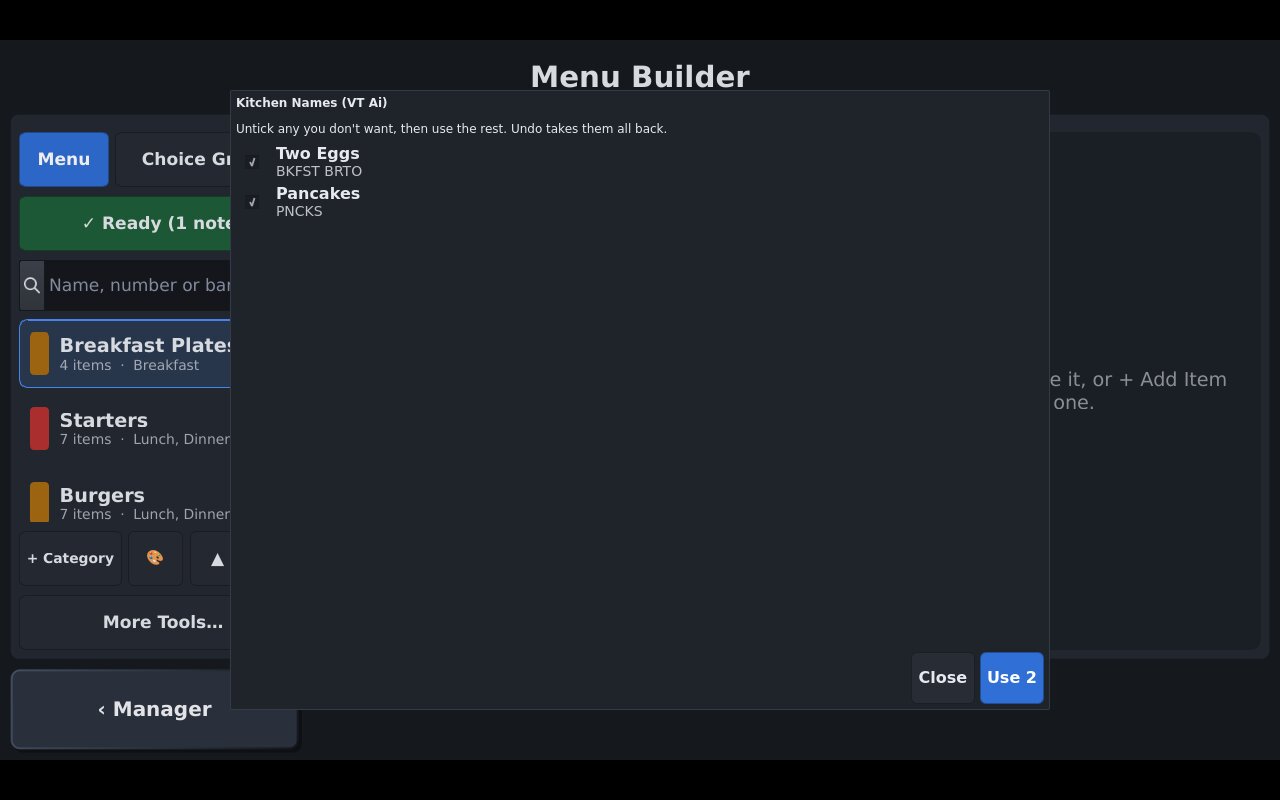 Menu Builder
Kitchen Names (VT Ai)
Untick any you don't want, then use the rest. Undo takes them all back.
Two Eggs
BKFST BRTO
Pancakes
PNCKS
Close
Use 2
Menu
Choice Gr
✓ Ready (1 note
Name, number or bar
Breakfast Plates
4 items · Breakfast
Starters
7 items · Lunch, Dinner
Burgers
7 items · Lunch, Dinner
+ Category
▲
More Tools...
‹ Manager
e it, or + Add Item
one.